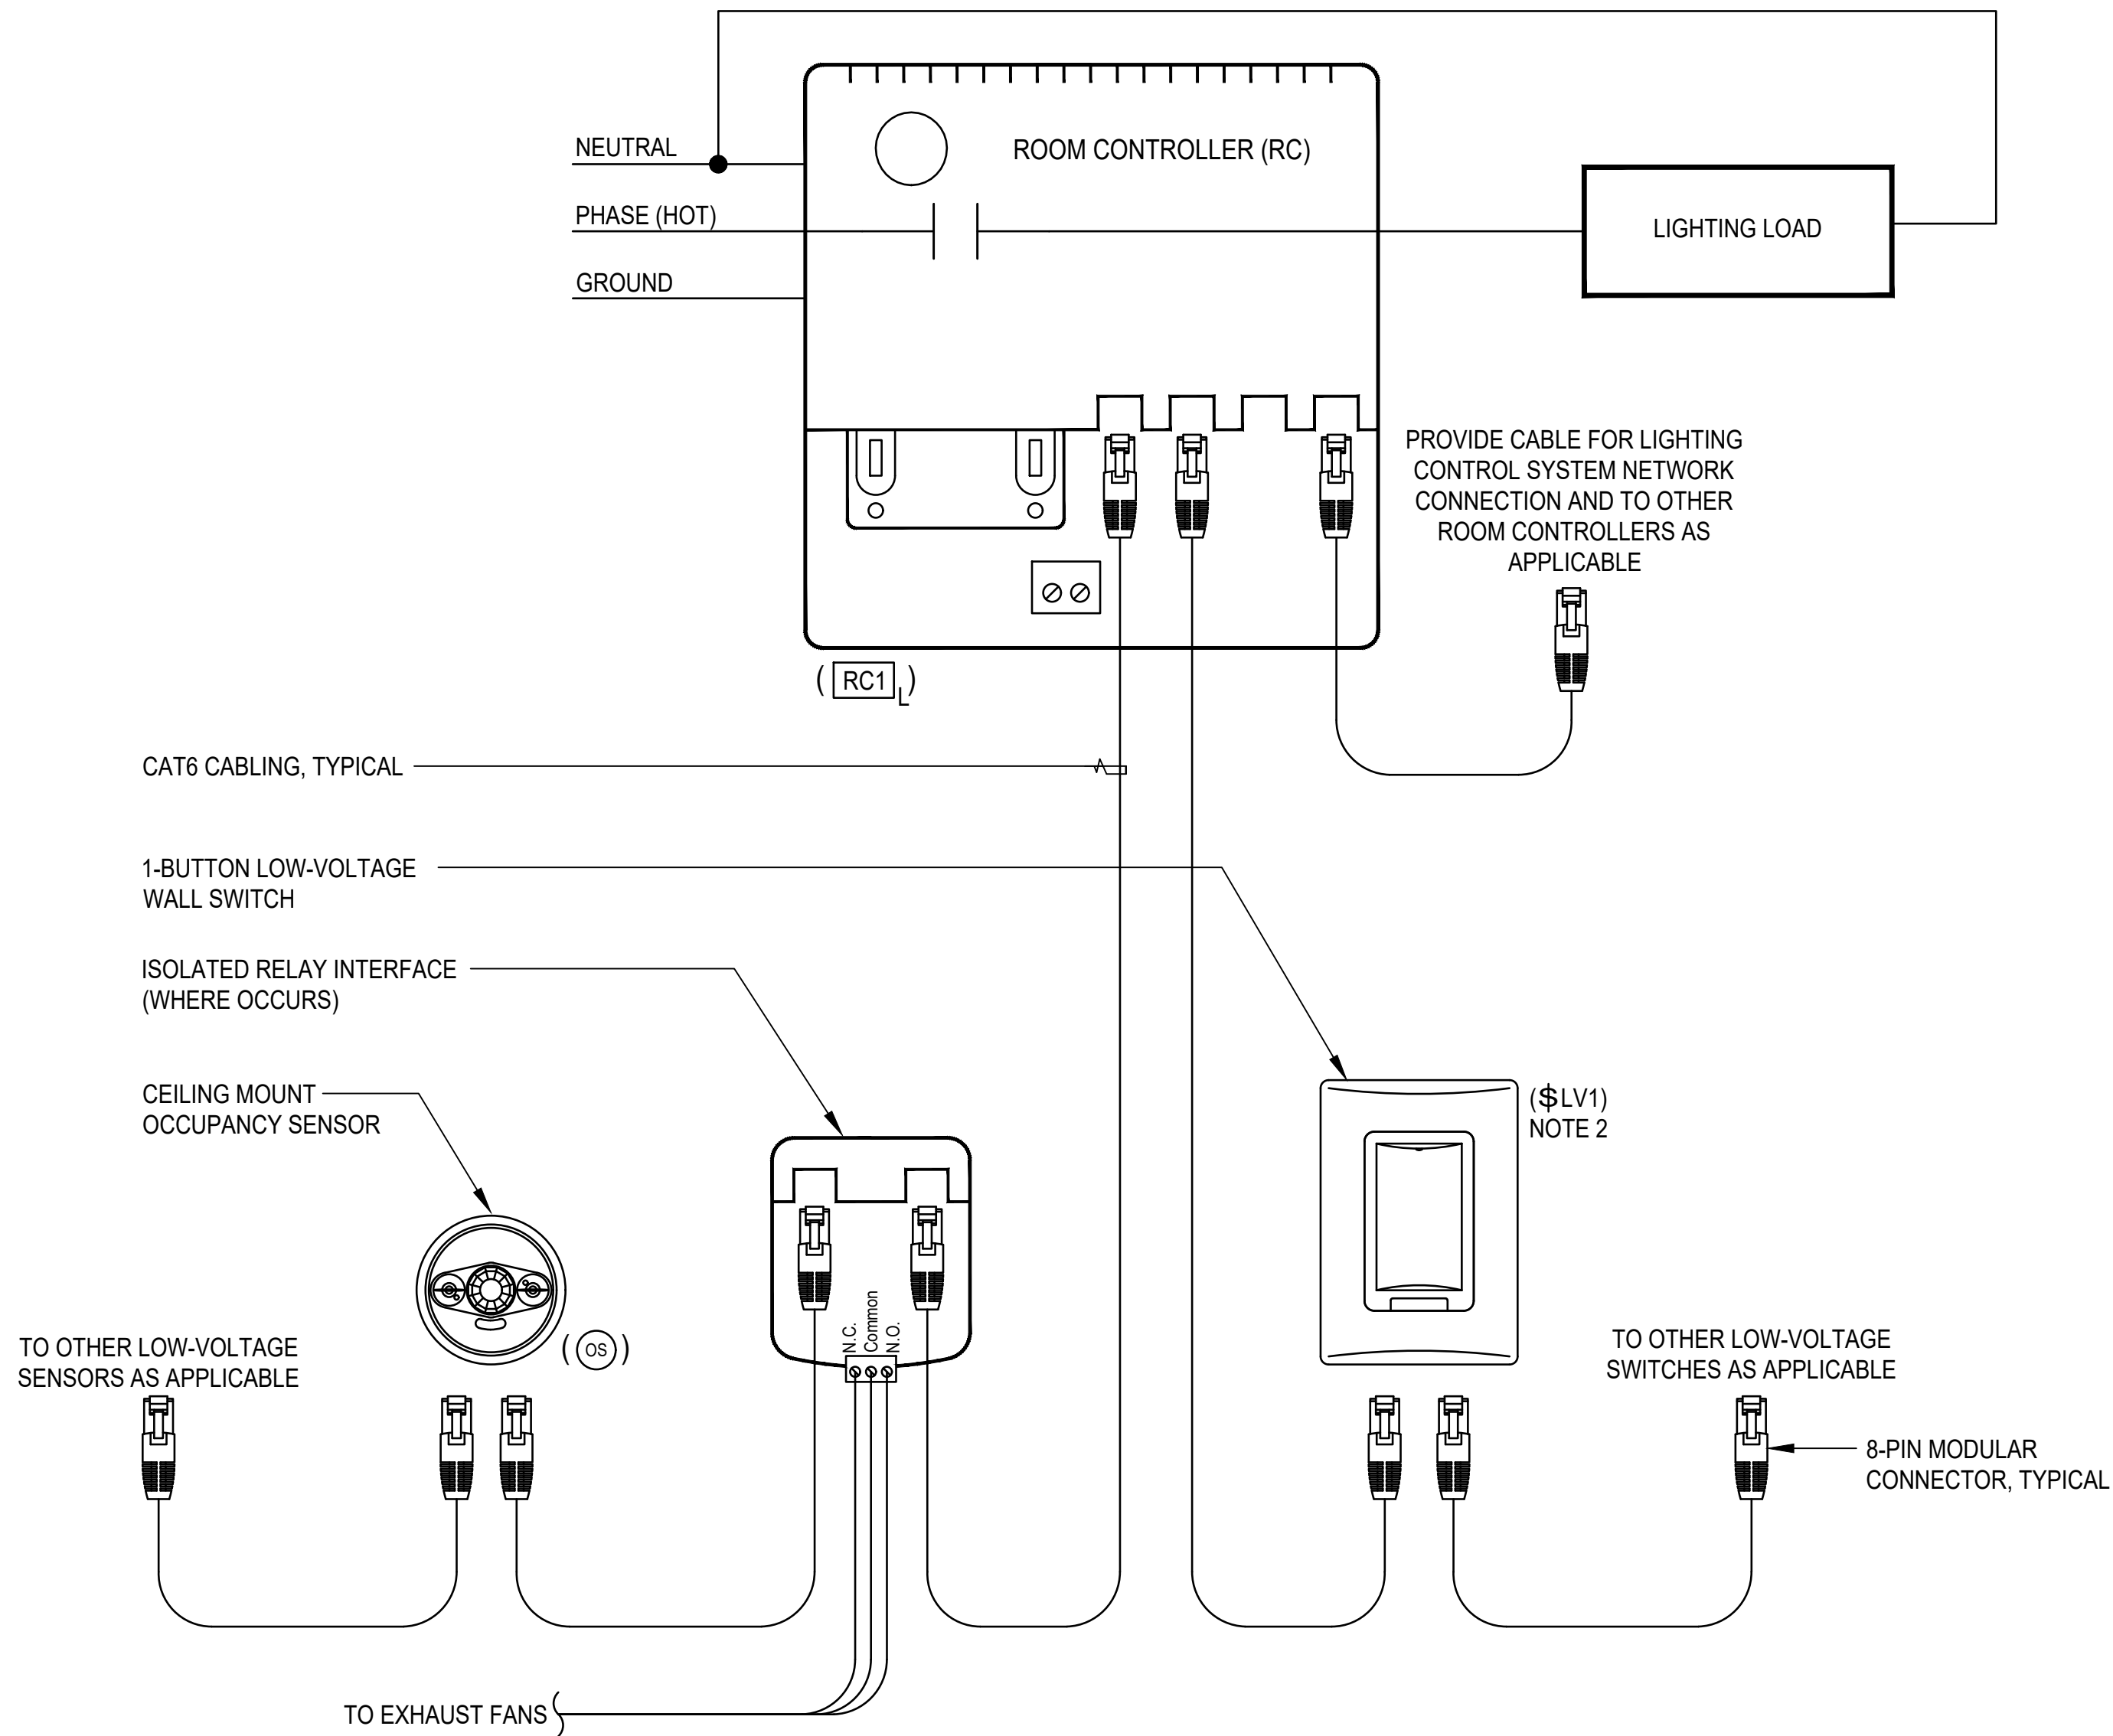 NEUTRAL
ROOM CONTROLLER (RC)
PHASE (HOT)
LIGHTING LOAD
GROUND
PROVIDE CABLE FOR LIGHTING
CONTROL SYSTEM NETWORK
CONNECTION AND TO OTHER
ROOM CONTROLLERS AS
APPLICABLE
( RC1 L )
CAT6 CABLING, TYPICAL
1-BUTTON LOW-VOLTAGE
WALL SWITCH
ISOLATED RELAY INTERFACE
(WHERE OCCURS)
CEILING MOUNT
OCCUPANCY SENSOR
($LV1)
NOTE 2
N.C.
Common
N.O.
( OS )
TO OTHER LOW-VOLTAGE
SENSORS AS APPLICABLE
TO OTHER LOW-VOLTAGE
SWITCHES AS APPLICABLE
8-PIN MODULAR
CONNECTOR, TYPICAL
TO EXHAUST FANS